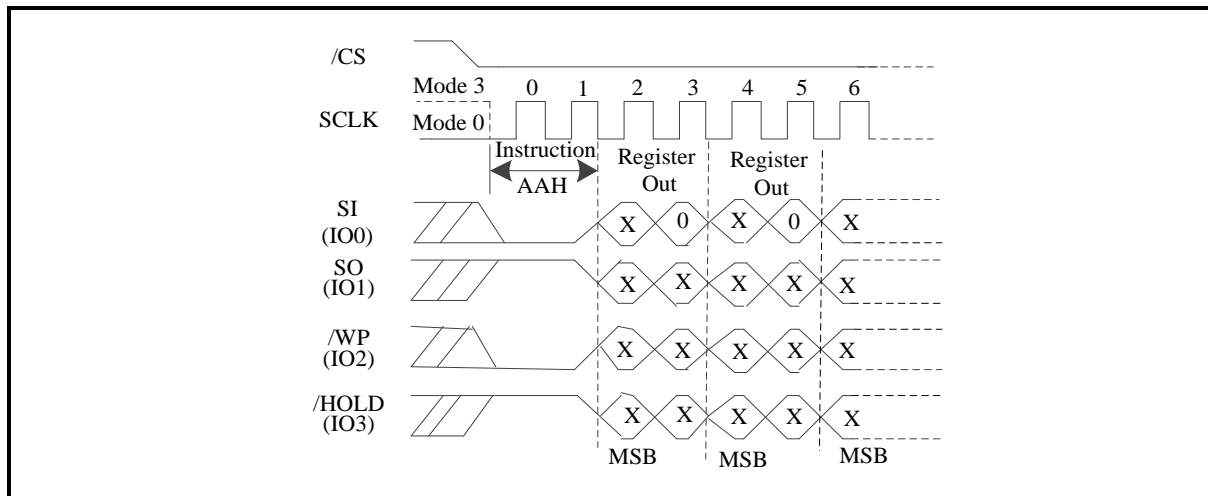 /CS
Mode 3 0 1 2 3 4 5 6
SCLK Mode 0
Instruction Register Register
AAH Out Out
SI
(IO0) X 0 X 0 X
SO
(IO1) X X X X X
/WP
(IO2) X X X X X
/HOLD
(IO3) X X X X X
MSB MSB MSB